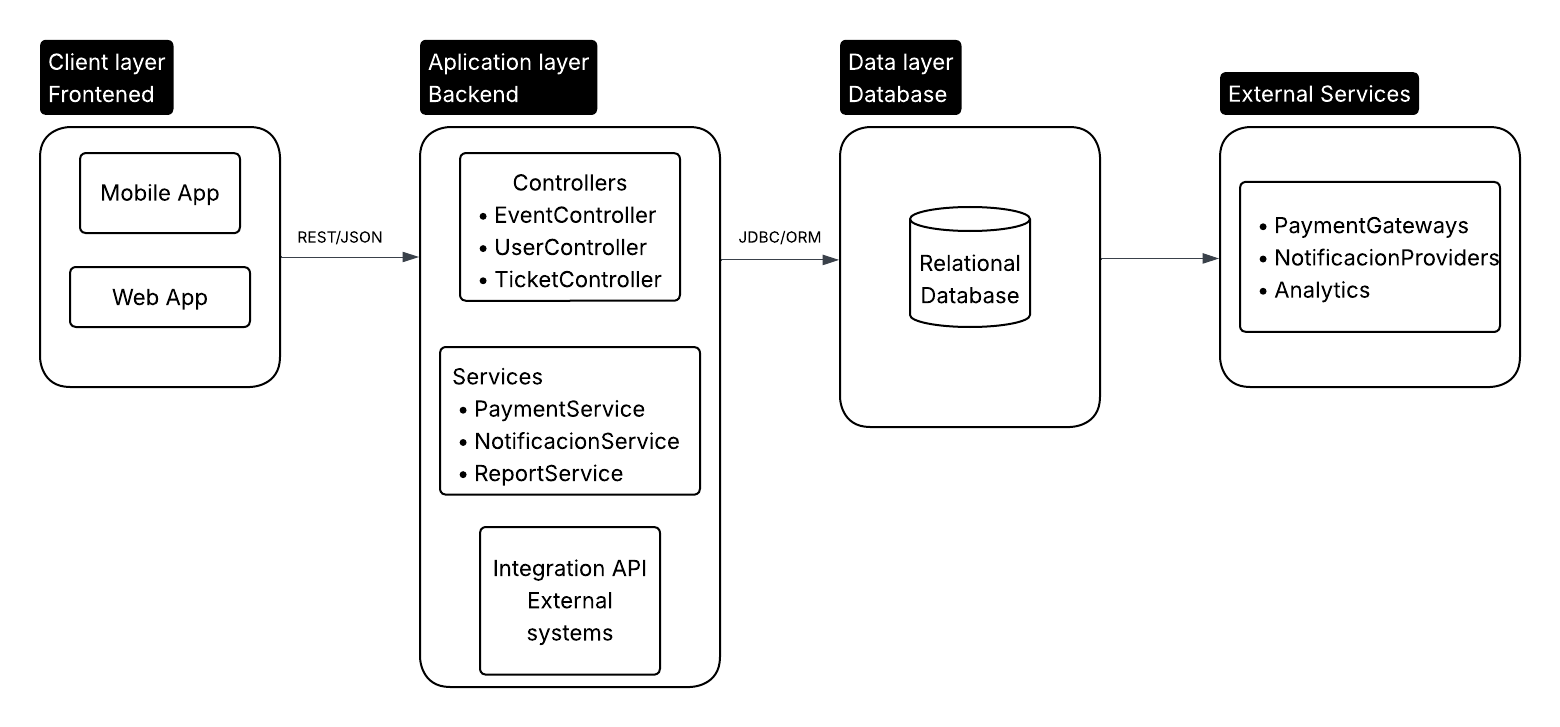 Client layer
Frontened
Mobile App
Web App
REST/JSON
Aplication layer
Backend
Controllers
• EventController
• UserController
• TicketController
Services
• PaymentService
• NotificacionService
• ReportService
Integration API
External
systems
JDBC/ORM
Data layer
Database
Relational
Database
External Services
• PaymentGateways
• NotificacionProviders
• Analytics